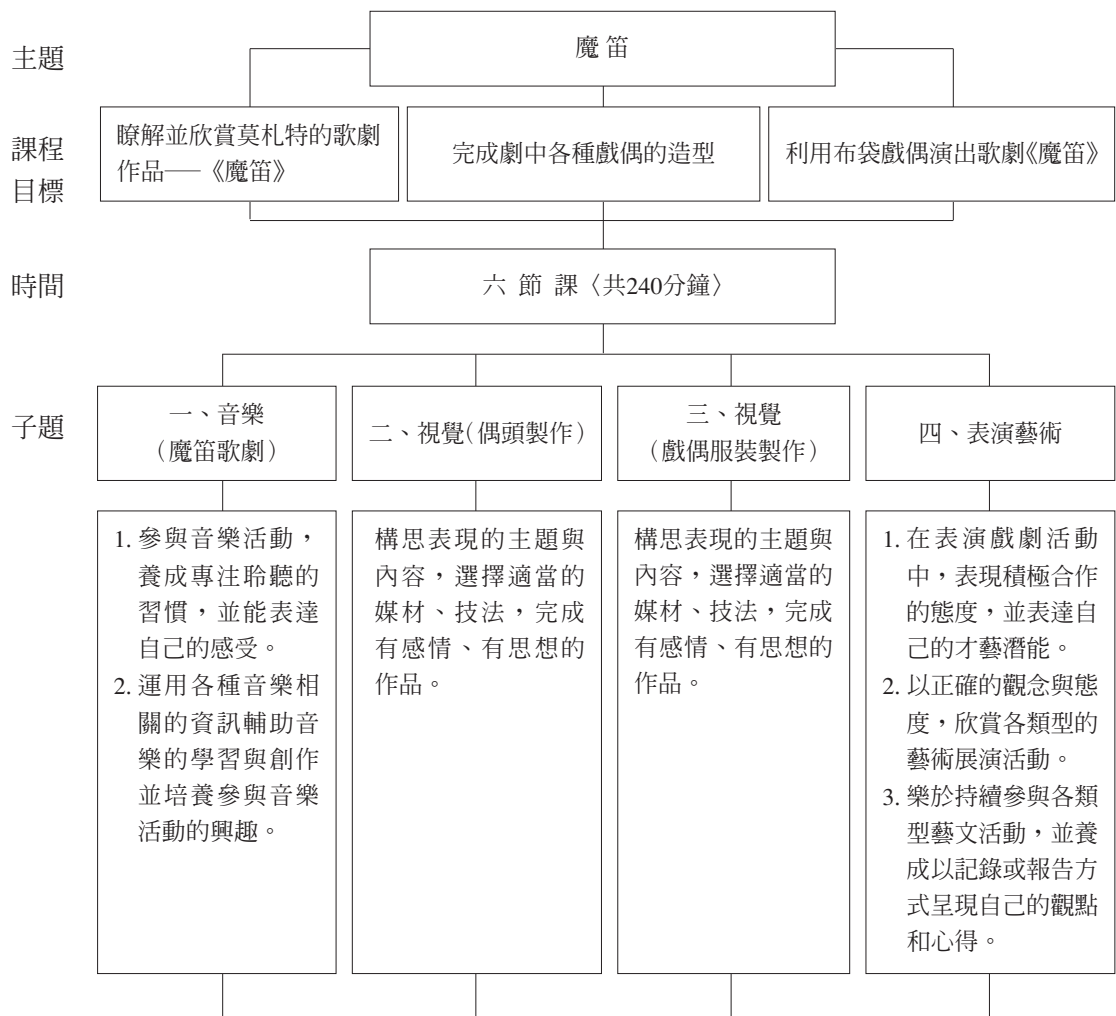 主題
魔笛
課程
目標
瞭解並欣賞莫札特的歌劇
作品──《魔笛》
完成劇中各種戲偶的造型
利用布袋戲偶演出歌劇《魔笛》
時間
六 節 課〈共240分鐘〉
子題
一、音樂
（魔笛歌劇）
二、視覺（偶頭製作）
三、視覺
（戲偶服裝製作）
四、表演藝術
1. 參與音樂活動，
養成專注聆聽的
習慣，並能表達
自己的感受。
2. 運用各種音樂相
關的資訊輔助音
樂的學習與創作
並培養參與音樂
活動的興趣。
構思表現的主題與
內容，選擇適當的
媒材、技法，完成
有感情、有思想的
作品。
構思表現的主題與
內容，選擇適當的
媒材、技法，完成
有感情、有思想的
作品。
1. 在表演戲劇活動
中，表現積極合作
的態度，並表達自
己的才藝潛能。
2. 以正確的觀念與態
度，欣賞各類型的
藝術展演活動。
3. 樂於持續參與各類
型藝文活動，並養
成以記錄或報告方
式呈現自己的觀點
和心得。